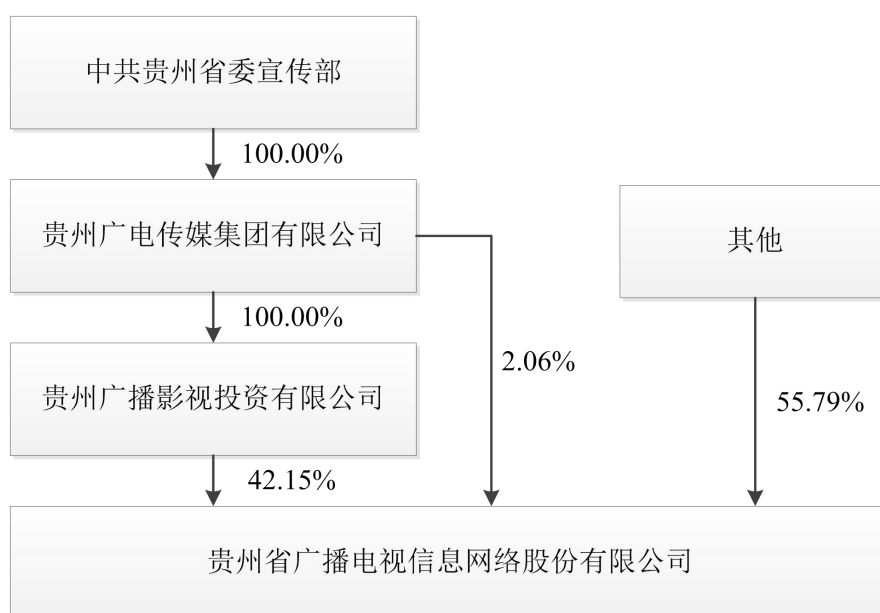 中共贵州省委宣传部
100.00%
贵州广电传媒集团有限公司
其他
100.00%
2.06%
贵州广播影视投资有限公司
55.79%
42.15%
贵州省广播电视信息网络股份有限公司